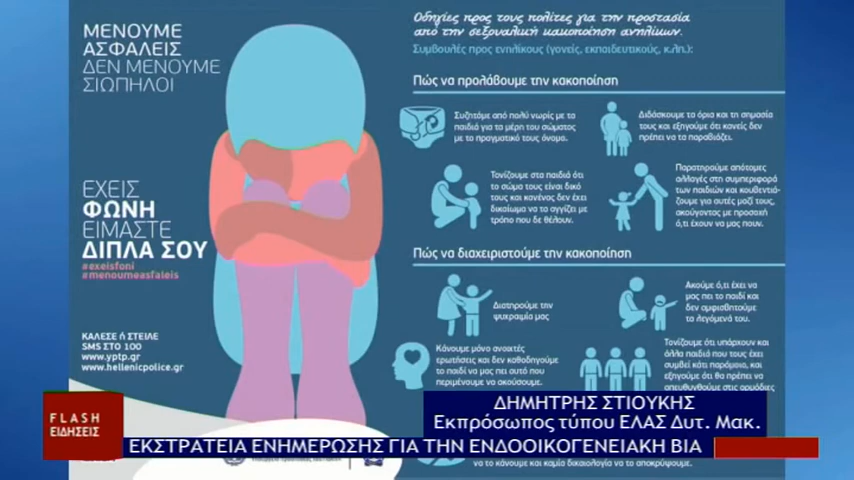 ΜΕΝΟΥΜΕ
ΑΣΦΑΛΕΙΣ
ΔΕΝ ΜΕΝΟΥΜΕ
ΣΙΩΠΗΛΟΙ
ΕΧΕΙΣ
ΦΩΝΗ
ΕΙΜΑΣΤΕ
ΔΙΠΛΑ ΣΟΥ
#exeisfoni
#menoumeasfaleis
ΚΑΛΕΣΕ ή ΣΤΕΙΛΕ
SMS ΣΤΟ 100
www.yptp.gr
www.hellenicpolice.gr
Οδηγίες προς τους πολίτες για την προστασία
από την σεξουαλική κακοποίηση ανηλίκων.
Συμβουλές προς ενηλίκους (γονείς, εκπαιδευτικούς, κ.λπ.):
Πώς να προλάβουμε την κακοποίηση
Συζητάμε από πολύ νωρίς με τα
παιδιά για τα μέρη του σώματος
με το πραγματικό τους όνομα.
Διδάσκουμε τα όρια και τη σημασία
τους και εξηγούμε ότι κανείς δεν
πρέπει να τα παραβιάζει.
Τονίζουμε στα παιδιά ότι
το σώμα τους είναι δικό
τους και κανένας δεν έχει
δικαίωμα να το αγγίζει με
τρόπο που δε θέλουν.
Παρατηρούμε απότομες
αλλαγές στη συμπεριφορά
των παιδιών και κουβεντιά-
ζουμε για αυτές μαζί τους,
ακούγοντας με προσοχή
ό,τι έχουν να μας πουν.
Πώς να διαχειριστούμε την κακοποίηση
Διατηρούμε την
ψυχραιμία μας
Ακούμε ό,τι έχει να
μας πει το παιδί και
δεν αμφισβητούμε
τα λεγόμενά του.
Κάνουμε μόνο ανοιχτές
ερωτήσεις και δεν καθοδηγούμε
το παιδί να μας πει αυτό που
περιμένουμε να ακούσουμε.
Τονίζουμε ότι υπάρχουν και
άλλα παιδιά που τους έχει
συμβεί κάτι παρόμοιο, και
εξηγούμε ότι θα πρέπει να
απευθυνθούμε στις αρμόδιες
ΔΗΜΗΤΡΗΣ ΣΤΙΟΥΚΗΣ
Εκπρόσωπος τύπου ΕΛΑΣ Δυτ. Μακ.
FLASH
ΕΙΔΗΣΕΙΣ
ΕΚΣΤΡΑΤΕΙΑ ΕΝΗΜΕΡΩΣΗΣ ΓΙΑ ΤΗΝ ΕΝΔΟΟΙΚΟΓΕΝΕΙΑΚΗ ΒΙΑ
να το κάνουμε και καμία δικαιολογία να το αποκρύψουμε.